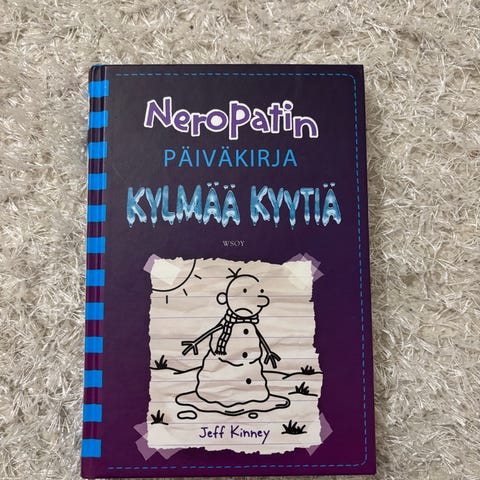 Neropatin
PÄIVÄKIRJA
KYLMÄÄ KYYTIÄ
WSOY
Jeff Kinney